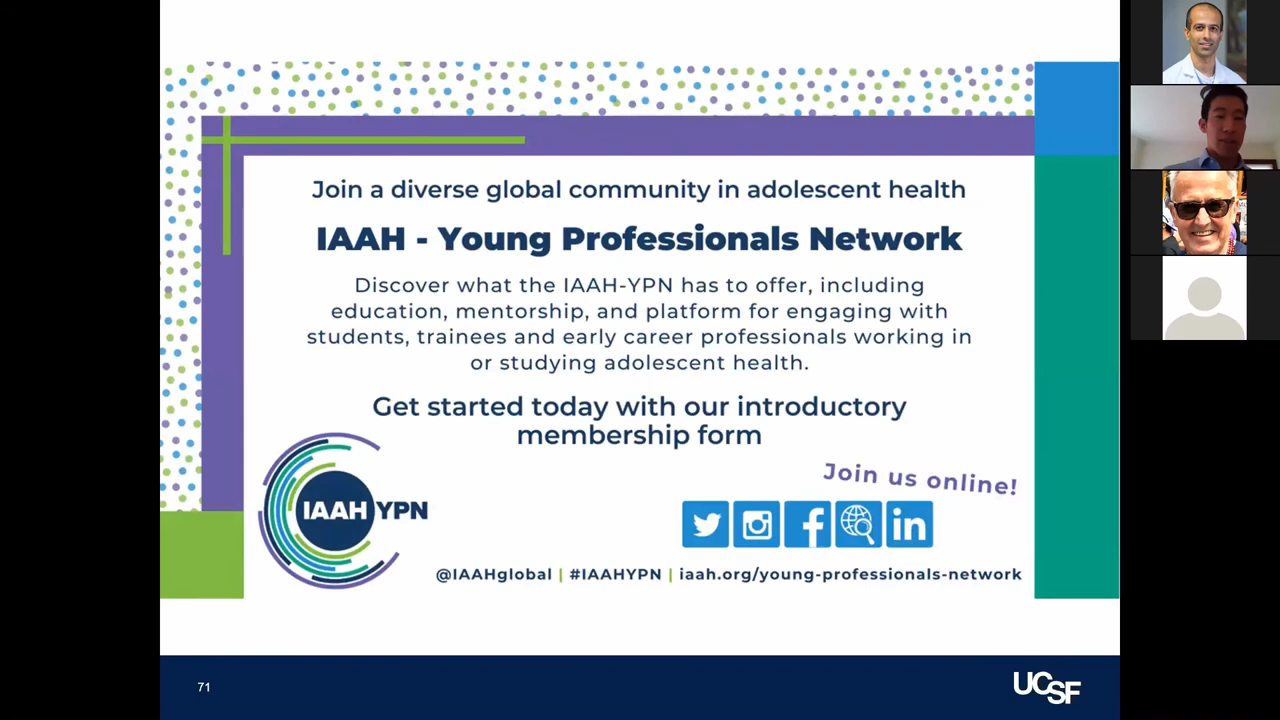 Join a diverse global community in adolescent health
IAAH - Young Professionals Network
Discover what the IAAH-YPN has to offer, including
education, mentorship, and platform for engaging with
students, trainees and early career professionals working in
or studying adolescent health.
Get started today with our introductory
membership form
Join us online!
IAAH YPN
@IAAHglobal | #IAAHYPN | iaah.org/young-professionals-network
71
UCSF